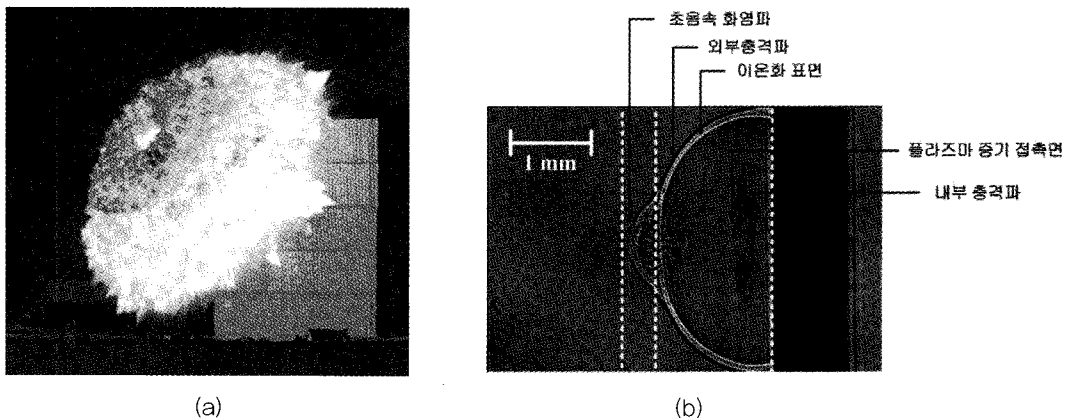 초음속 화염파
외부충격파
이온화 표면
1 mm
플라즈마 증기 접촉면
내부 충격파
(a)
(b)